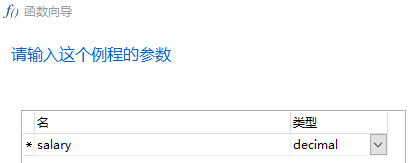 f() 函数向导
请输入这个例程的参数
名 类型
* salary decimal